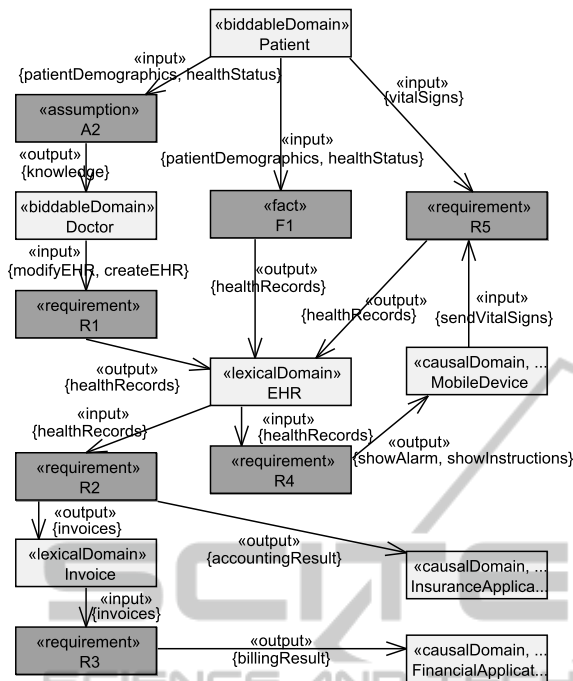 «biddableDomain»
Patient
«input»
{patientDemographics, healthStatus}
«input»
{vitalSigns}
«assumption»
A2
«input»
{patientDemographics, healthStatus}
«output»
{knowledge}
«biddableDomain»
Doctor
«fact»
F1
«requirement»
R5
«input»
{modifyEHR, createEHR}
«output»
{healthRecords}
«requirement»
R1
«output»
{healthRecords}
«input»
{sendVitalSigns}
«output»
{healthRecords}
«lexicalDomain»
EHR
«causalDomain, ...
MobileDevice
«input»
{healthRecords}
«input»
{healthRecords}
«output»
{showAlarm, showInstructions}
«requirement»
R2
«requirement»
R4
«output»
{invoices}
«output»
{accountingResult}
«lexicalDomain»
Invoice
«causalDomain, ...
InsuranceApplica...
«input»
{invoices}
«requirement»
R3
«output»
{billingResult}
«causalDomain, ...
FinancialApplicat...